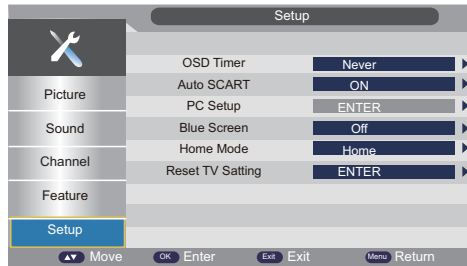 Setup
OSD Timer Never
Auto SCART ON
PC Setup ENTER
Blue Screen Off
Home Mode Home
Reset TV Satting ENTER
Picture
Sound
Channel
Feature
Setup
Move OK Enter Exit Exit Menu Return